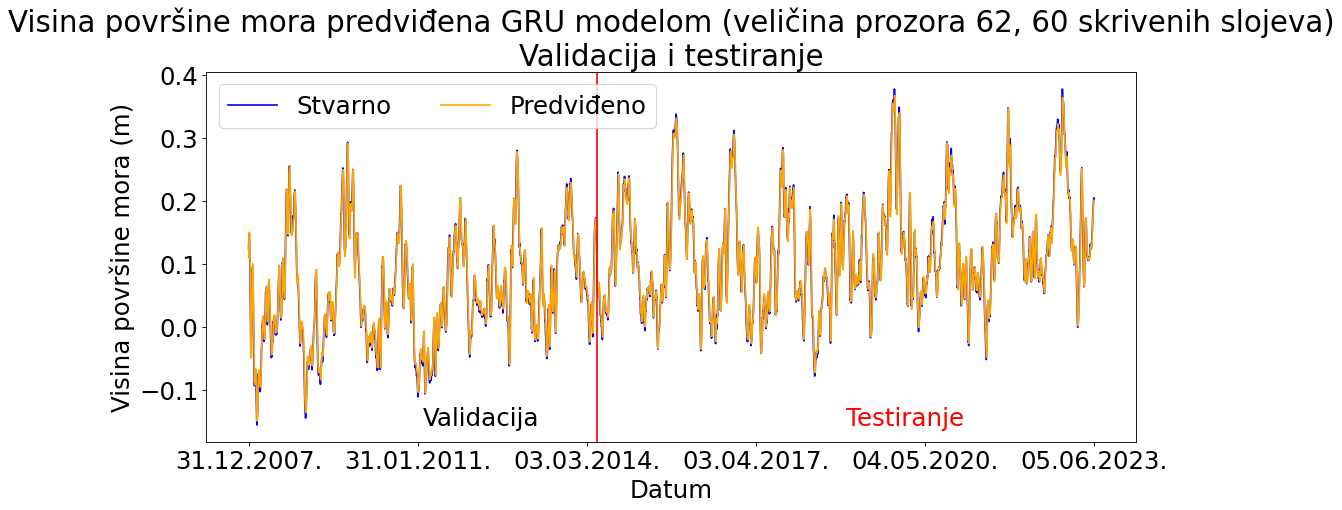 Visina površine mora predviđena GRU modelom (veličina prozora 62, 60 skrivenih slojeva)
Validacija i testiranje
Visina površine mora (m)
0.4
0.3
0.2
0.1
0.0
−0.1
Stvarno
Predviđeno
Validacija
Testiranje
31.12.2007.
31.01.2011.
03.03.2014.
03.04.2017.
04.05.2020.
05.06.2023.
Datum